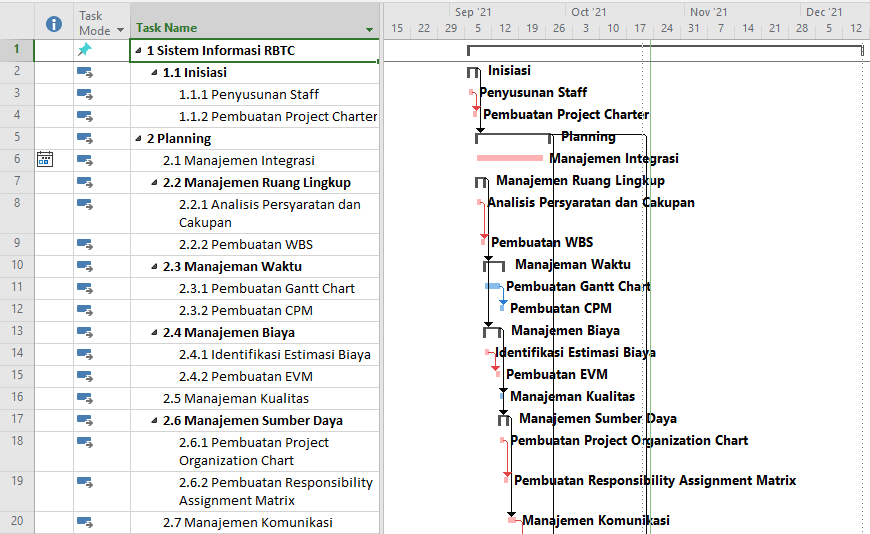 Sep '21 Oct '21 Nov '21 Dec '21
Task Mode Task Name 15 22 29 5 12 19 26 3 10 17 24 31 7 14 21 28 5 12
1 1 Sistem Informasi RBTC
2 1.1 Inisiasi Inisiasi
3 1.1.1 Penyusunan Staff Penyusunan Staff
4 1.1.2 Pembuatan Project Charter Pembuatan Project Charter
5 2 Planning Planning
6 2.1 Manajemen Integrasi Manajemen Integrasi
7 2.2 Manajemen Ruang Lingkup Manajemen Ruang Lingkup
8 2.2.1 Analisis Persyaratan dan Analisis Persyaratan dan Cakupan
Cakupan
9 2.2.2 Pembuatan WBS Pembuatan WBS
10 2.3 Manajeman Waktu Manajeman Waktu
11 2.3.1 Pembuatan Gantt Chart Pembuatan Gantt Chart
12 2.3.2 Pembuatan CPM Pembuatan CPM
13 2.4 Manajemen Biaya Manajemen Biaya
14 2.4.1 Identifikasi Estimasi Biaya Identifikasi Estimasi Biaya
15 2.4.2 Pembuatan EVM Pembuatan EVM
16 2.5 Manajeman Kualitas Manajeman Kualitas
17 2.6 Manajemen Sumber Daya Manajemen Sumber Daya
18 2.6.1 Pembuatan Project Pembuatan Project Organization Chart
Organization Chart
19 2.6.2 Pembuatan Responsibility Pembuatan Responsibility Assignment Matrix
Assignment Matrix
20 2.7 Manajemen Komunikasi Manajemen Komunikasi